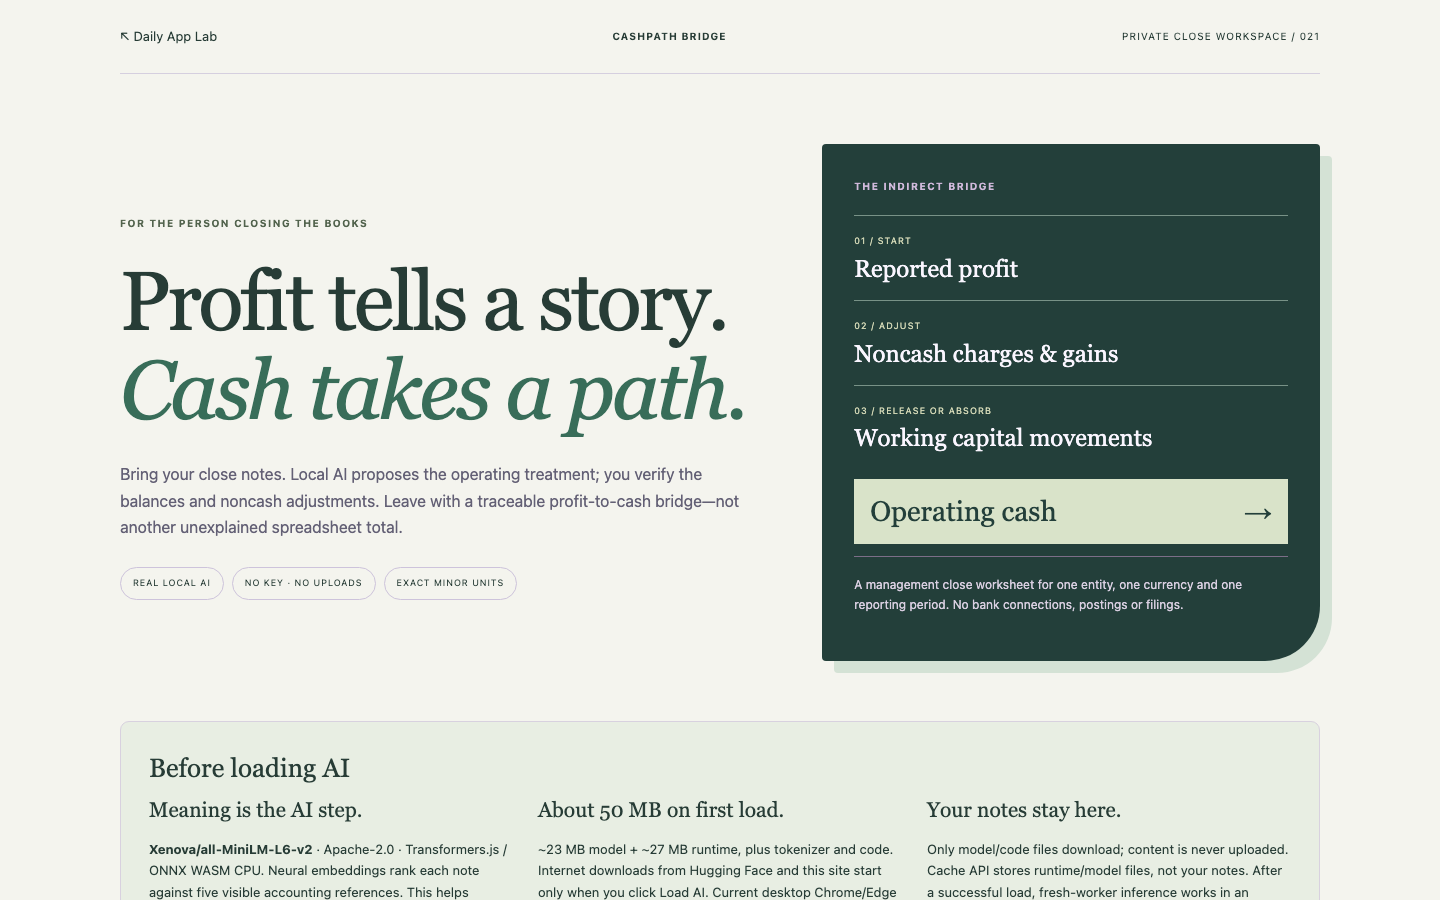 ↖ Daily App Lab
CASHPATH BRIDGE
PRIVATE CLOSE WORKSPACE / 021
FOR THE PERSON CLOSING THE BOOKS
Profit tells a story.
Cash takes a path.
Bring your close notes. Local AI proposes the operating treatment; you verify the
balances and noncash adjustments. Leave with a traceable profit-to-cash bridge—not
another unexplained spreadsheet total.
REAL LOCAL AI
NO KEY · NO UPLOADS
EXACT MINOR UNITS
THE INDIRECT BRIDGE
01 / START
Reported profit
02 / ADJUST
Noncash charges & gains
03 / RELEASE OR ABSORB
Working capital movements
Operating cash →
A management close worksheet for one entity, one currency and one
reporting period. No bank connections, postings or filings.
Before loading AI
Meaning is the AI step.
Xenova/all-MiniLM-L6-v2 · Apache-2.0 · Transformers.js /
ONNX WASM CPU. Neural embeddings rank each note
against five visible accounting references. This helps
About 50 MB on first load.
~23 MB model + ~27 MB runtime, plus tokenizer and code.
Internet downloads from Hugging Face and this site start
only when you click Load AI. Current desktop Chrome/Edge
Your notes stay here.
Only model/code files download; content is never uploaded.
Cache API stores runtime/model files, not your notes. After
a successful load, fresh-worker inference works in an